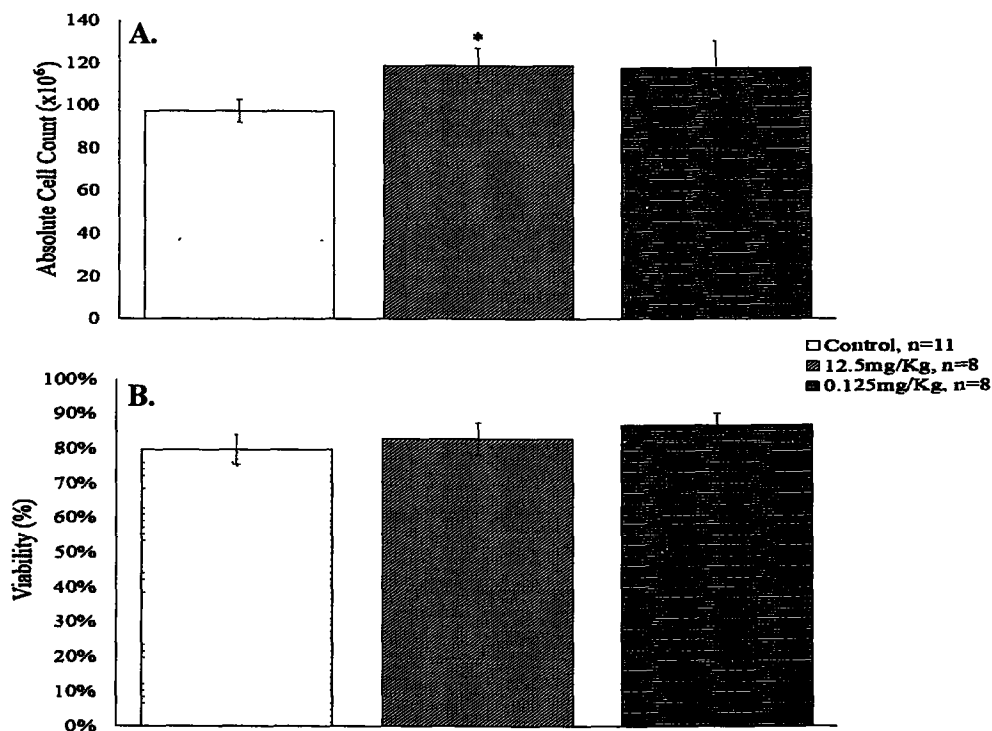 A.
*
Absolute Cell Count (x10⁶)
140
120
100
80
60
40
20
0
Control, n=11
12.5mg/Kg, n=8
0.125mg/Kg, n=8
B.
Viability (%)
100%
90%
80%
70%
60%
50%
40%
30%
20%
10%
0%